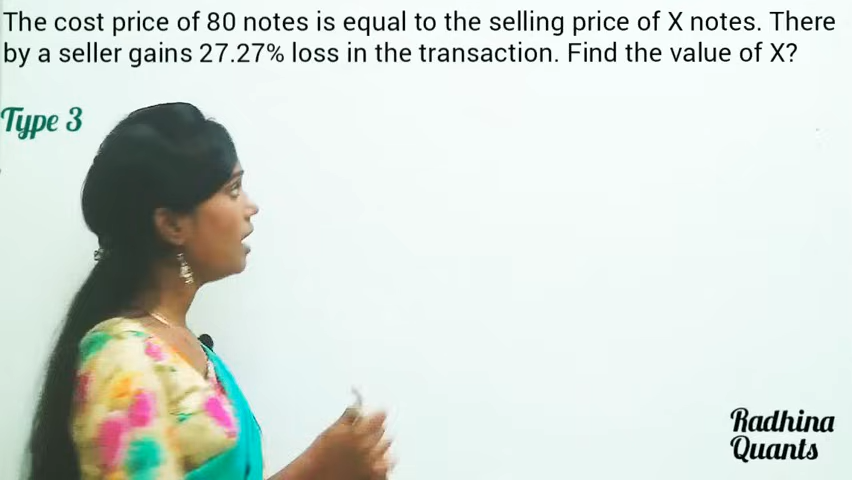 The cost price of 80 notes is equal to the selling price of X notes. There
by a seller gains 27.27% loss in the transaction. Find the value of X?
Type 3
Radhina
Quants